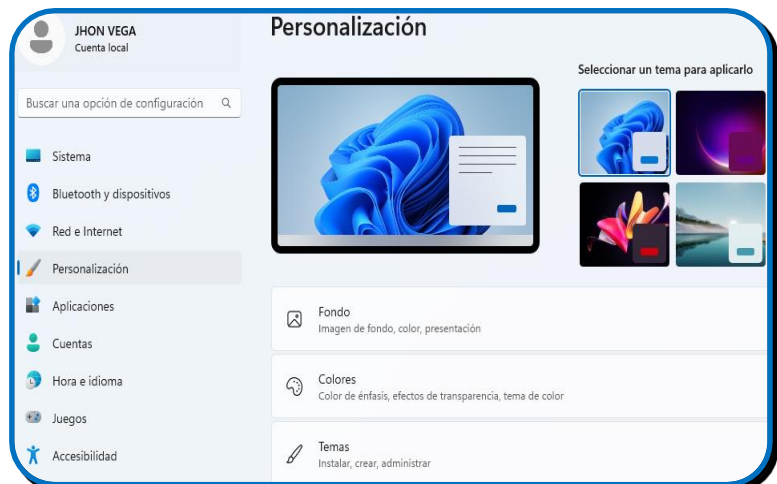 JHON VEGA
Cuenta local
Buscar una opción de configuración
Sistema
Bluetooth y dispositivos
Red e Internet
Personalización
Aplicaciones
Cuentas
Hora e idioma
Juegos
Accesibilidad
Personalización
Seleccionar un tema para aplicarlo
Fondo
Imagen de fondo, color, presentación
Colores
Color de énfasis, efectos de transparencia, tema de color
Temas
Instalar, crear, administrar